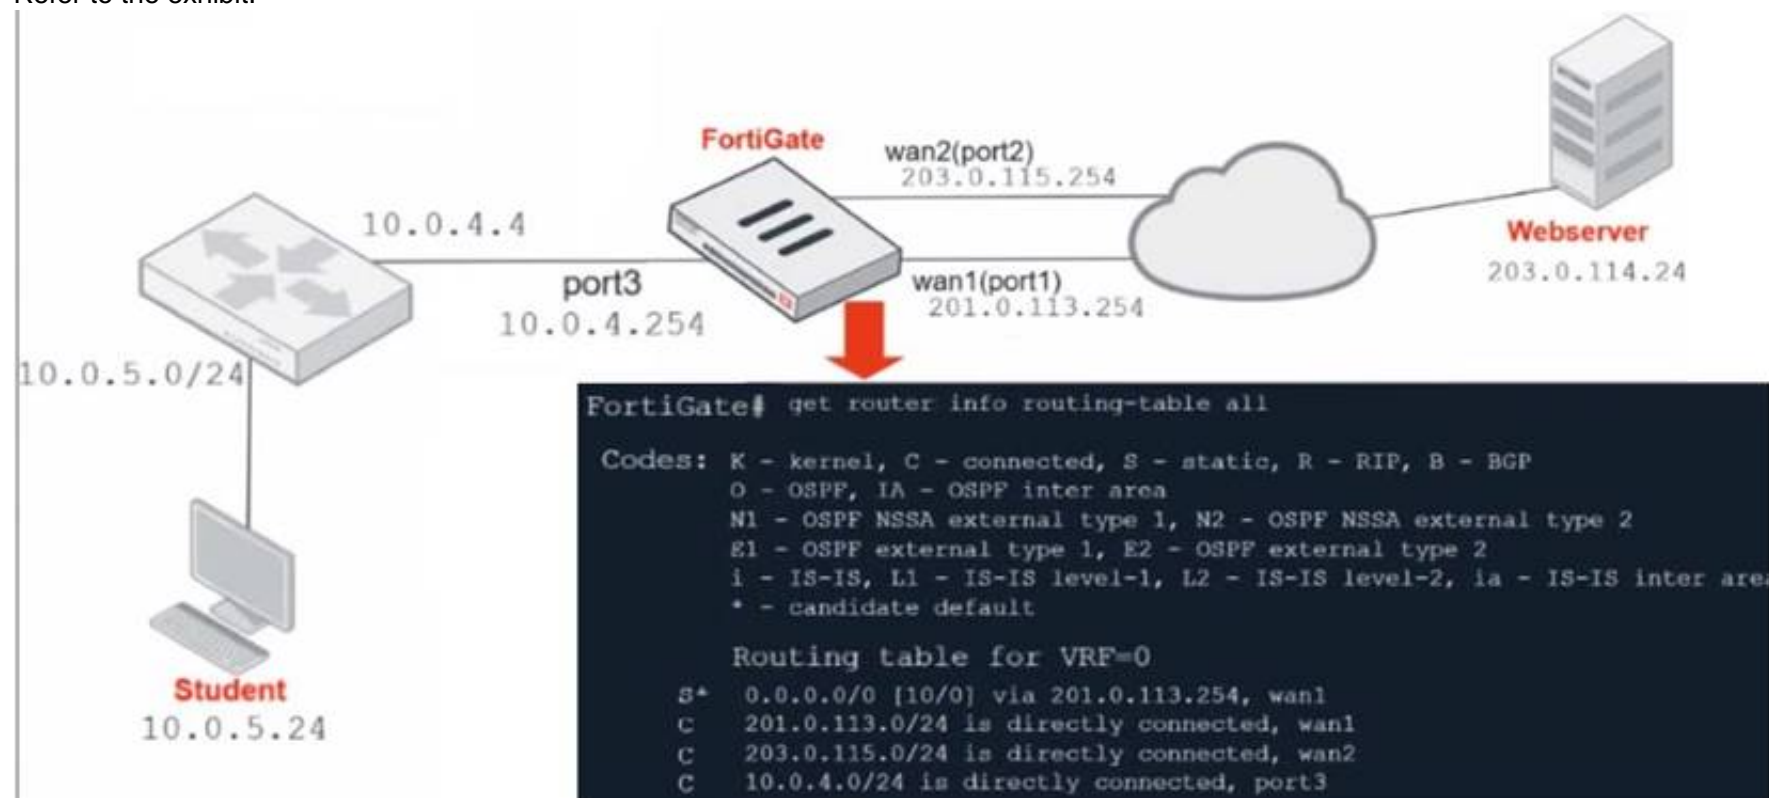 Refer to the exhibit.
FortiGate
wan2(port2)
203.0.115.254
10.0.4.4
Webserver
203.0.114.24
port3
10.0.4.254
wan1(port1)
201.0.113.254
10.0.5.0/24
Student
10.0.5.24
FortiGate# get router info routing-table all
Codes: K - kernel, C - connected, S - static, R - RIP, B - BGP
O - OSPF, IA - OSPF inter area
N1 - OSPF NSSA external type 1, N2 - OSPF NSSA external type 2
E1 - OSPF external type 1, E2 - OSPF external type 2
i - IS-IS, L1 - IS-IS level-1, L2 - IS-IS level-2, ia - IS-IS inter area
* - candidate default
Routing table for VRF=0
S* 0.0.0.0/0 [10/0] via 201.0.113.254, wan1
C 201.0.113.0/24 is directly connected, wan1
C 203.0.115.0/24 is directly connected, wan2
C 10.0.4.0/24 is directly connected, port3